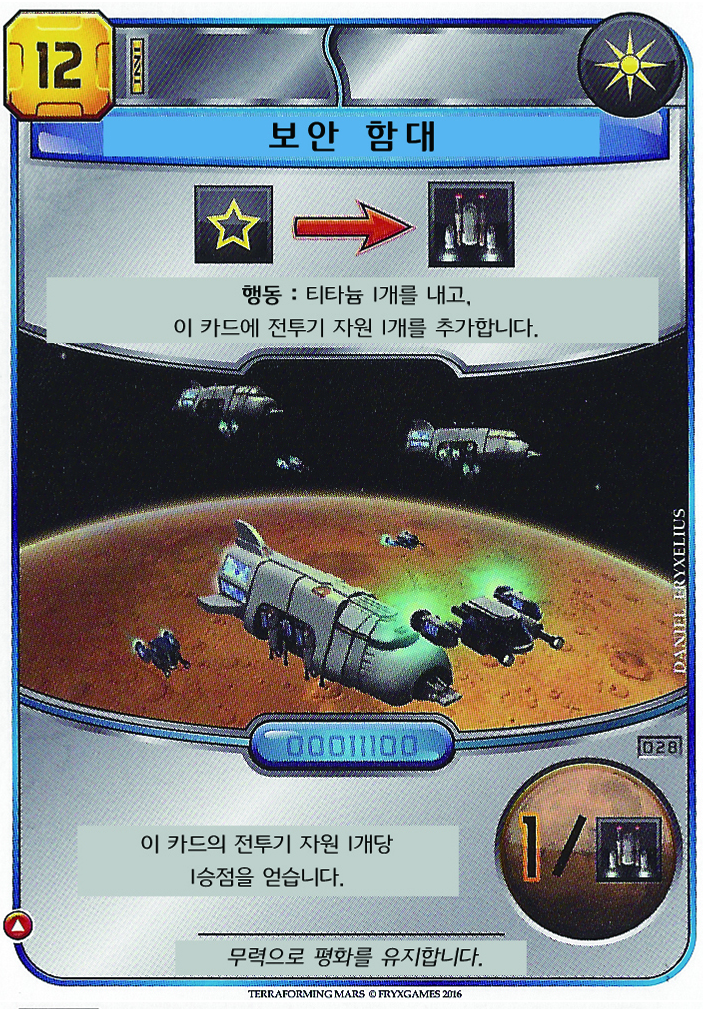 12
보안 함대
행동 : 티타늄 1개를 내고,
이 카드에 전투기 자원 1개를 추가합니다.
DANIEL FRYXELIUS
00011100
028
이 카드의 전투기 자원 1개당
1승점을 얻습니다.
1/
무력으로 평화를 유지합니다.
TERRAFORMING MARS © FRYXGAMES 2016